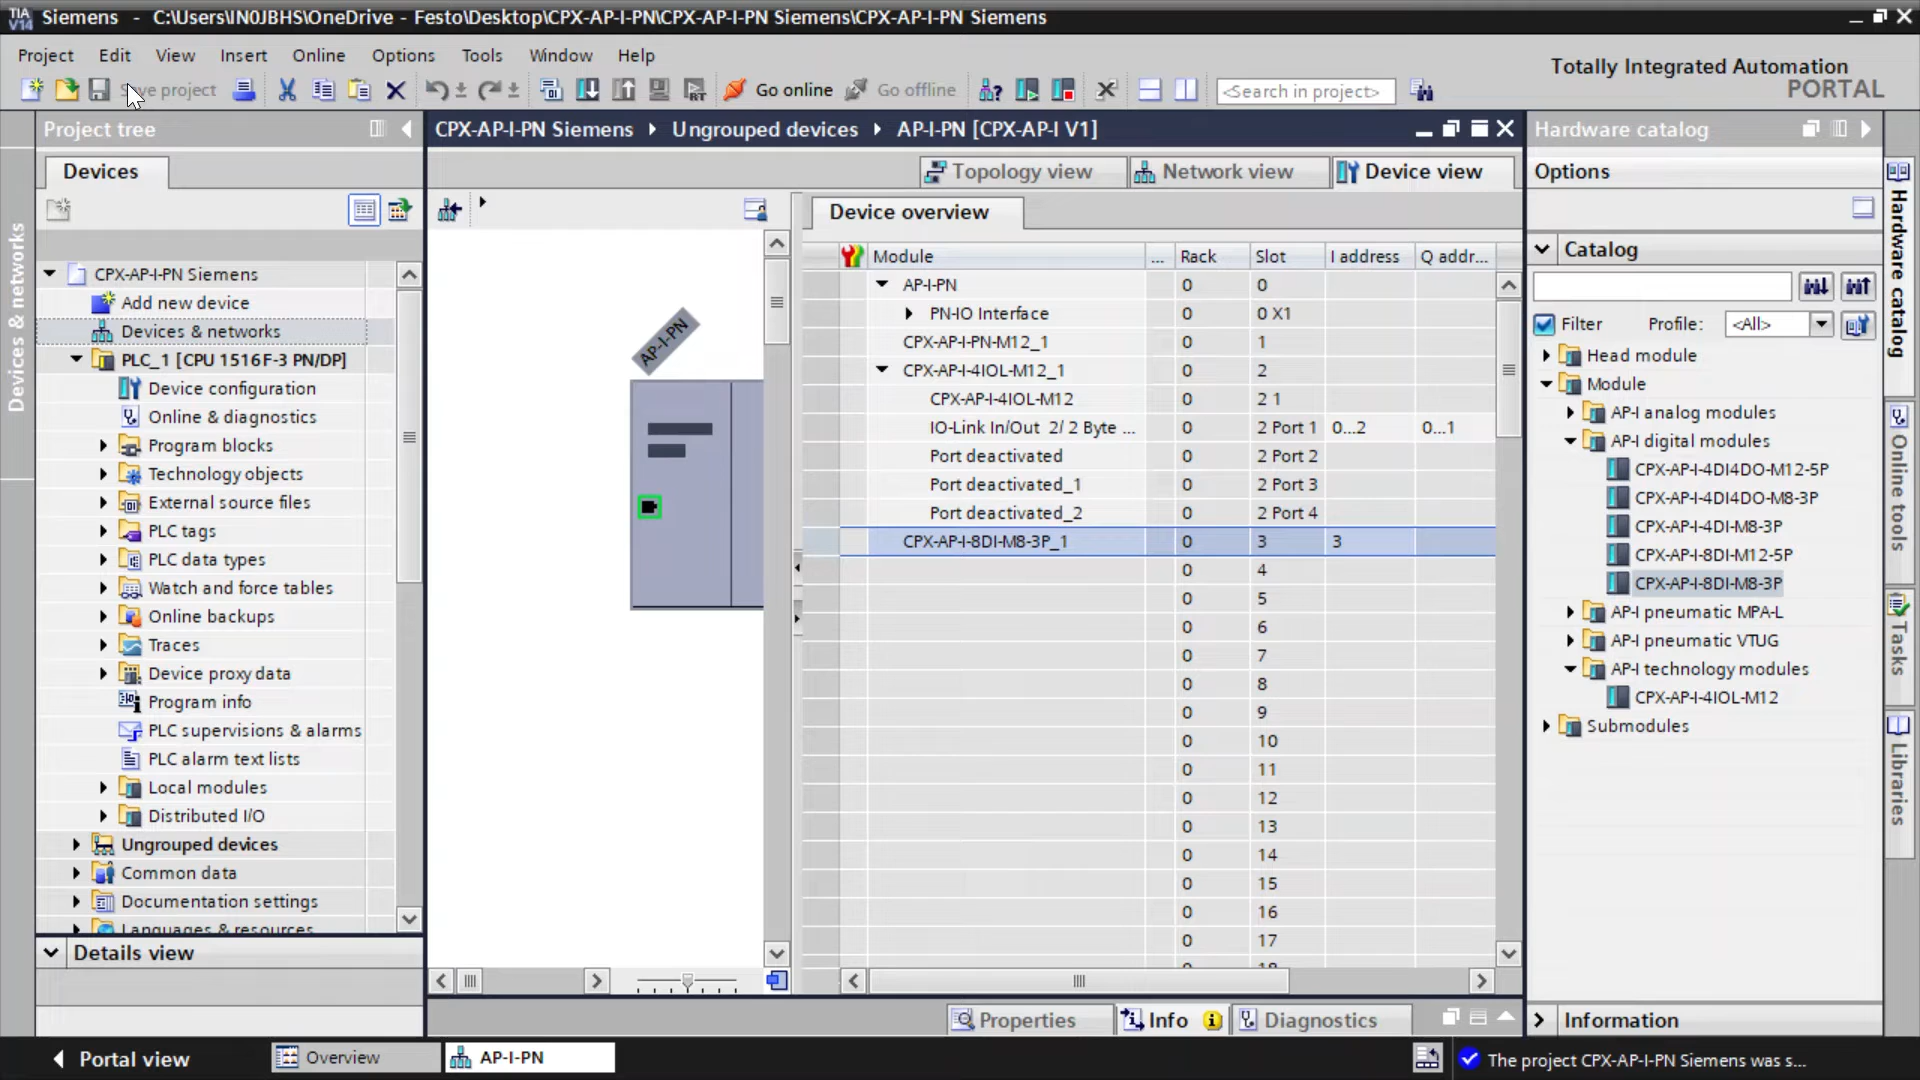 TIA V14 Siemens - C:\Users\IN0JBHS\OneDrive - Festo\Desktop\CPX-AP-I-PN\CPX-AP-I-PN Siemens\CPX-AP-I-PN Siemens
Project Edit View Insert Online Options Tools Window Help
Totally Integrated Automation
PORTAL
Save project Go online Go offline <Search in project>
Project tree
Devices
Devices & networks
CPX-AP-I-PN Siemens
Add new device
Devices & networks
PLC_1 [CPU 1516F-3 PN/DP]
Device configuration
Online & diagnostics
Program blocks
Technology objects
External source files
PLC tags
PLC data types
Watch and force tables
Online backups
Traces
Device proxy data
Program info
PLC supervisions & alarms
PLC alarm text lists
Local modules
Distributed I/O
Ungrouped devices
Common data
Documentation settings
Languages & resources
Details view
CPX-AP-I-PN Siemens Ungrouped devices AP-I-PN [CPX-AP-I V1]
Topology view Network view Device view
AP-I-PN
Device overview
Module ... Rack Slot I address Q addr...
AP-I-PN 0 0
PN-IO Interface 0 0 X1
CPX-AP-I-PN-M12_1 0 1
CPX-AP-I-4IOL-M12_1 0 2
CPX-AP-I-4IOL-M12 0 2 1
IO-Link In/Out 2/ 2 Byte ... 0 2 Port 1 0...2 0...1
Port deactivated 0 2 Port 2
Port deactivated_1 0 2 Port 3
Port deactivated_2 0 2 Port 4
CPX-AP-I-8DI-M8-3P_1 0 3 3
0 4
0 5
0 6
0 7
0 8
0 9
0 10
0 11
0 12
0 13
0 14
0 15
0 16
0 17
0 18
Properties Info Diagnostics
Hardware catalog
Options
Catalog
Filter Profile: <All>
Head module
Module
API analog modules
AP-I digital modules
CPX-AP-I-4DI4DO-M12-5P
CPX-AP-I-4DI4DO-M8-3P
CPX-AP-I-4DI-M8-3P
CPX-AP-I-8DI-M12-5P
CPX-AP-I-8DI-M8-3P
AP-I pneumatic MPA-L
AP-I pneumatic VTUG
AP-I technology modules
CPX-AP-I-4IOL-M12
Submodules
Information
Hardware catalog
Online tools
Tasks
Libraries
Portal view Overview AP-I-PN The project CPX-AP-I-PN Siemens was s...